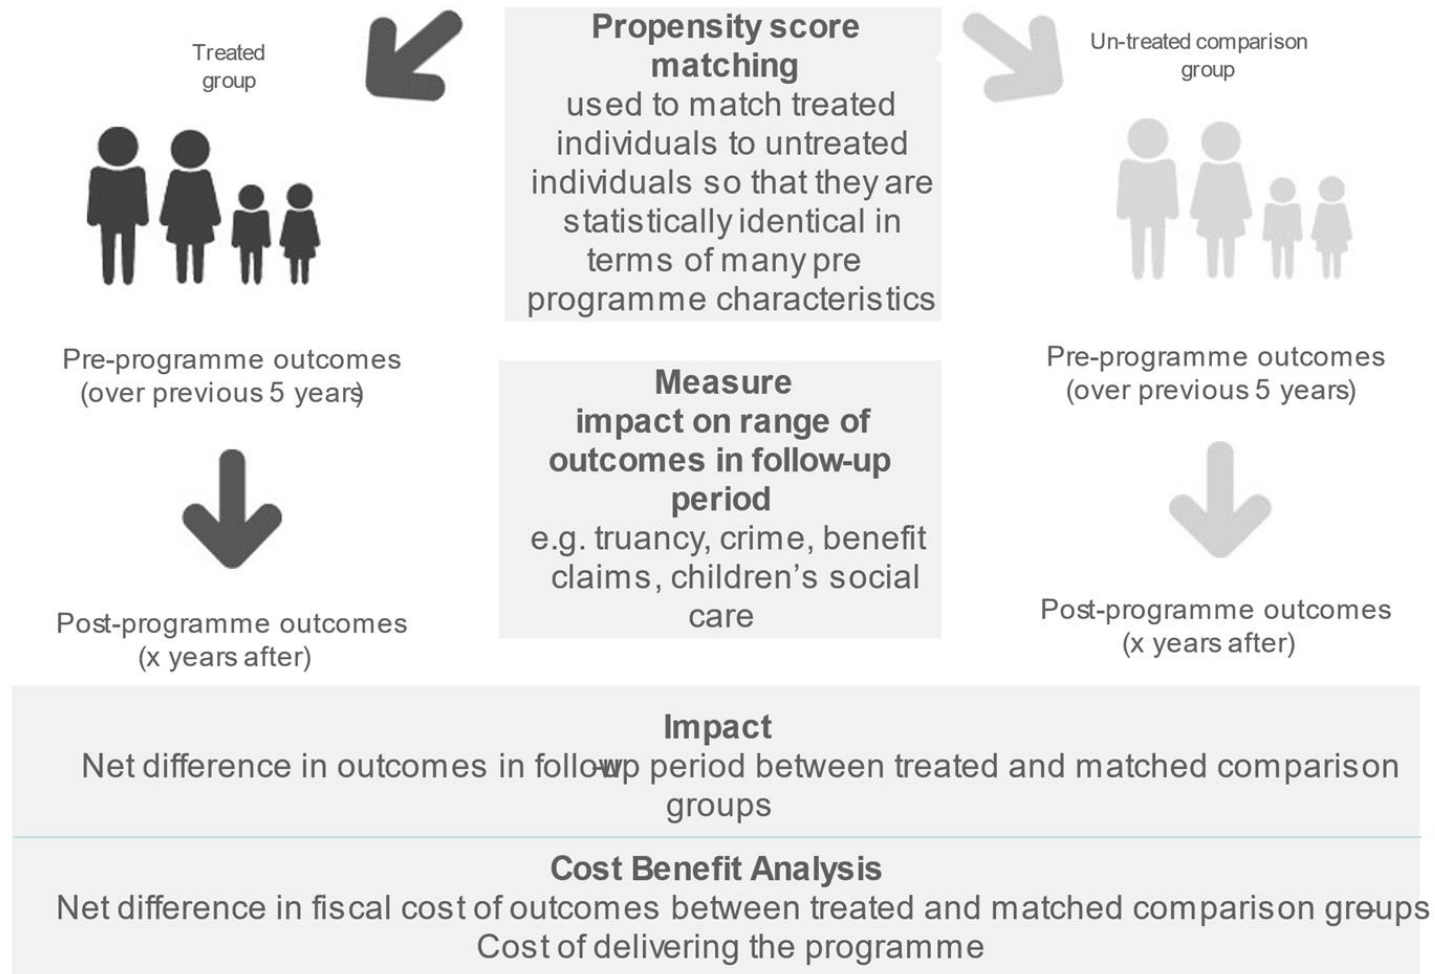 Treated
group
Propensity score
matching
used to match treated
individuals to untreated
individuals so that they are
statistically identical in
terms of many pre
programme characteristics
Un-treated comparison
group
Pre-programme outcomes
(over previous 5 years)
Measure
impact on range of
outcomes in follow-up
period
e.g. truancy, crime, benefit
claims, children’s social
care
Pre-programme outcomes
(over previous 5 years)
Post-programme outcomes
(x years after)
Post-programme outcomes
(x years after)
Impact
Net difference in outcomes in follow-up period between treated and matched comparison
groups
Cost Benefit Analysis
Net difference in fiscal cost of outcomes between treated and matched comparison groups -
Cost of delivering the programme